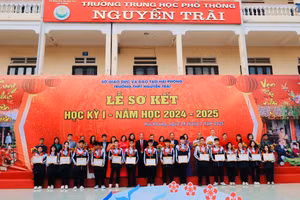 TRƯỜNG TRUNG HỌC PHỔ THÔNG
NGUYỄN TRÃI
SỞ GIÁO DỤC VÀ ĐÀO TẠO HẢI PHÒNG
TRƯỜNG THPT NGUYỄN TRÃI
LỄ SƠ KẾT
HỌC KỲ I - NĂM HỌC 2024 - 2025